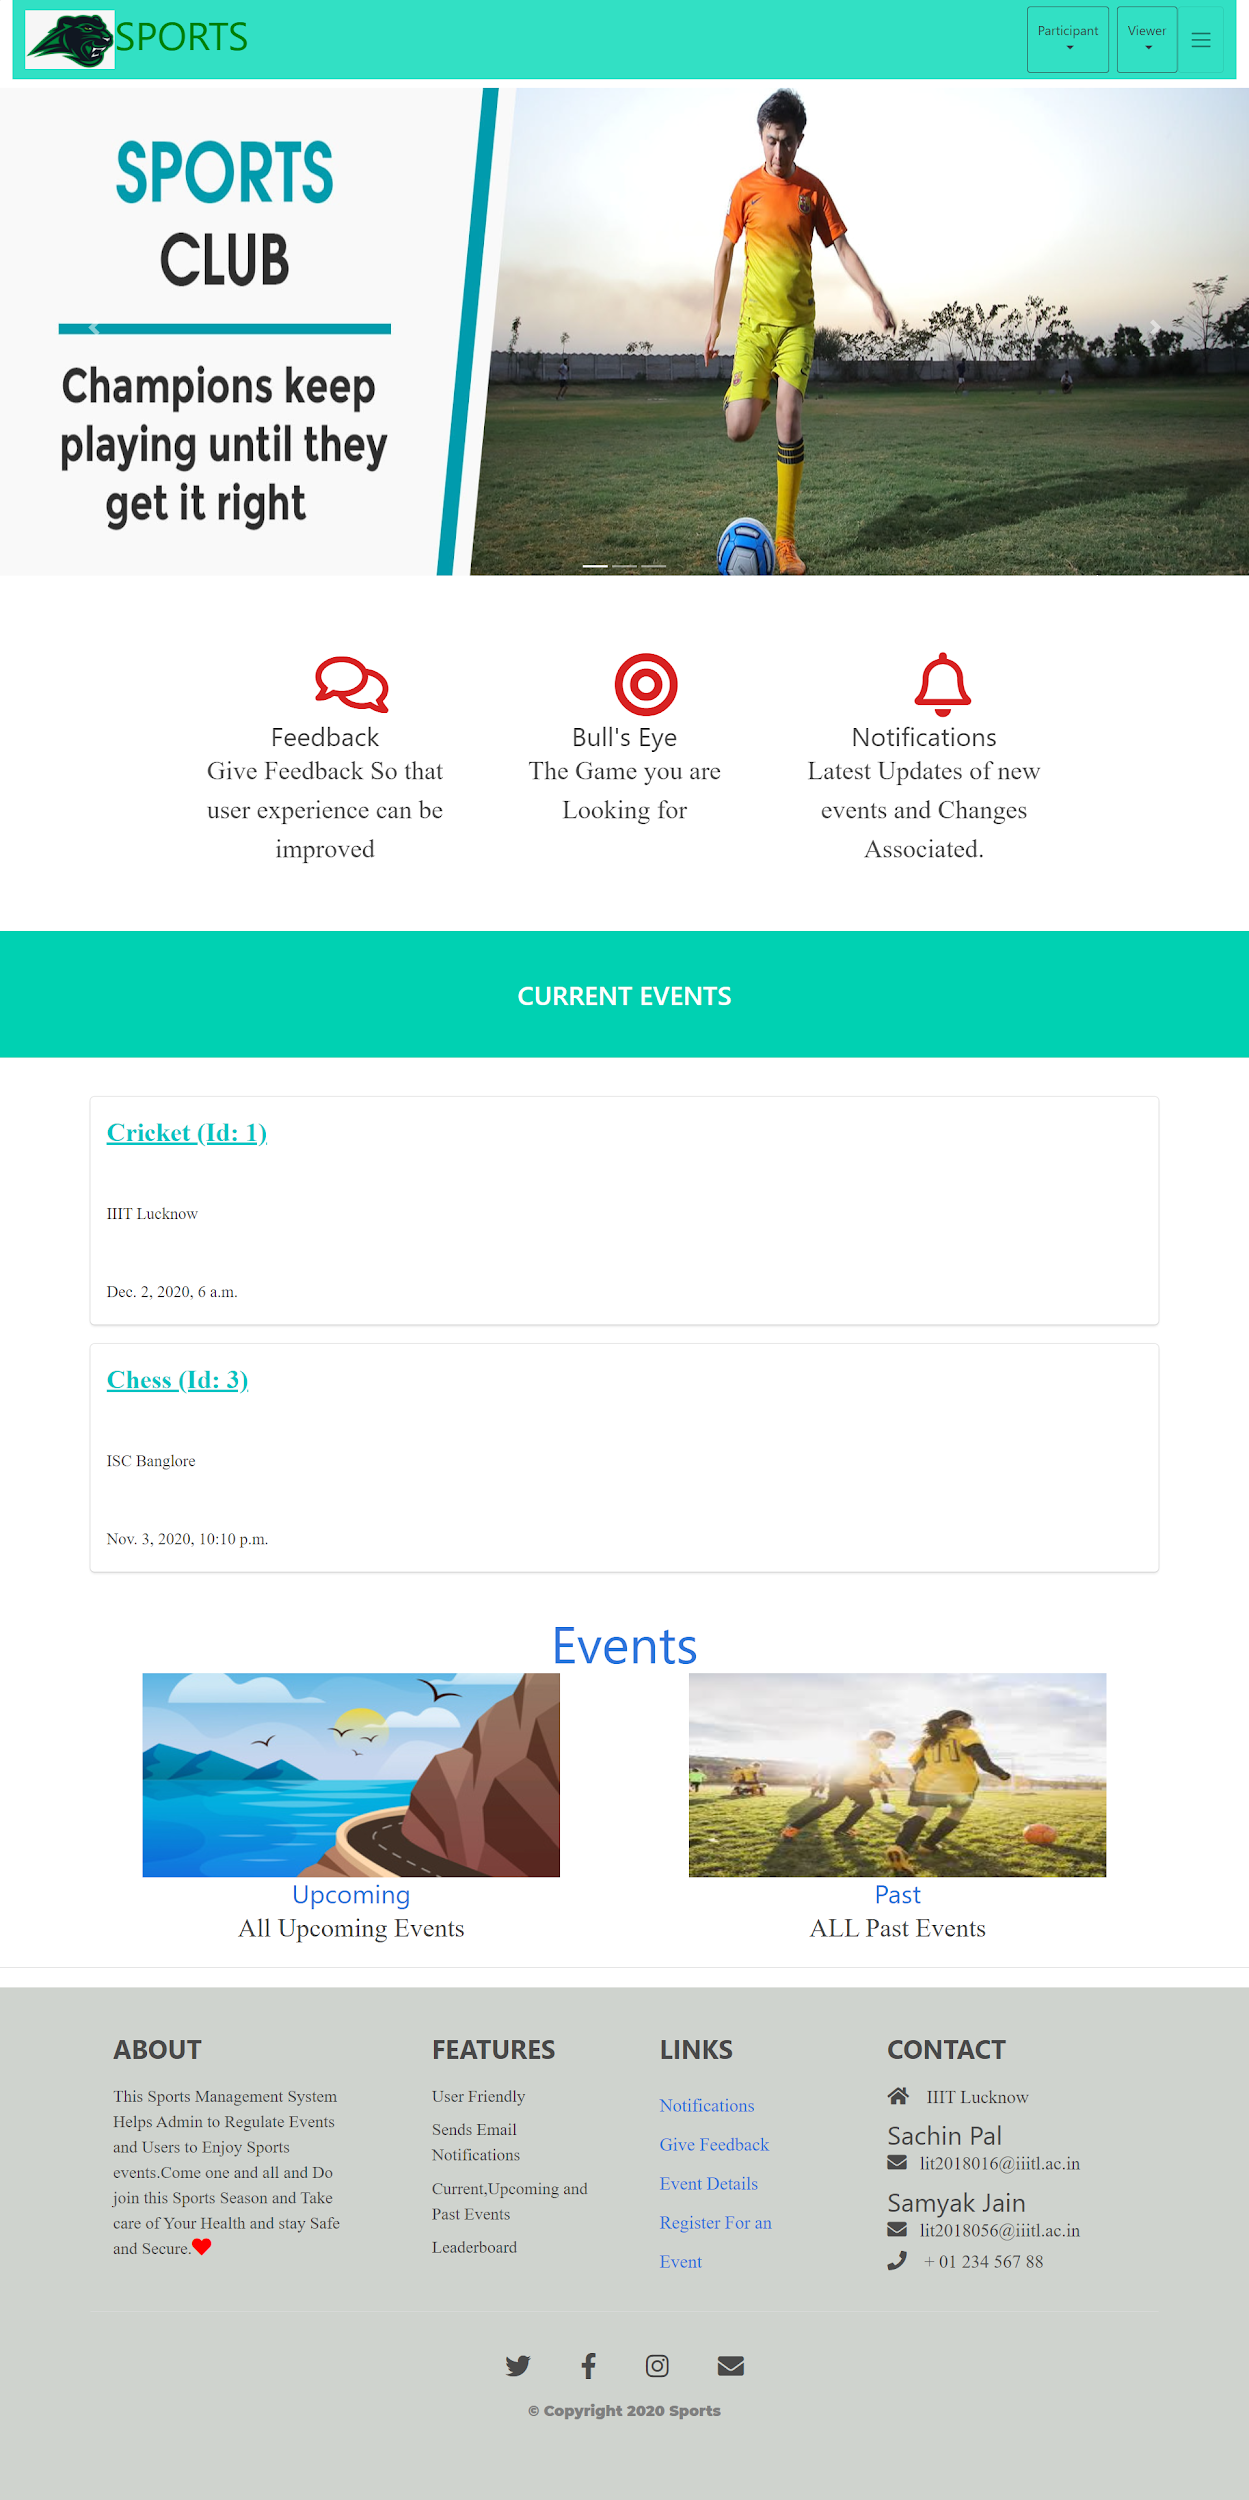 SPORTS
Participant
Viewer
SPORTS
CLUB
Champions keep
playing until they
get it right
Feedback
Give Feedback So that
user experience can be
improved
Bull's Eye
The Game you are
Looking for
Notifications
Latest Updates of new
events and Changes
Associated.
CURRENT EVENTS
Cricket (Id: 1)
IIIT Lucknow
Dec. 2, 2020, 6 a.m.
Chess (Id: 3)
ISC Banglore
Nov. 3, 2020, 10:10 p.m.
Events
Upcoming
All Upcoming Events
11
Past
ALL Past Events
ABOUT
This Sports Management System
Helps Admin to Regulate Events
and Users to Enjoy Sports
events.Come one and all and Do
join this Sports Season and Take
care of Your Health and stay Safe
and Secure.
FEATURES
User Friendly
Sends Email
Notifications
Current,Upcoming and
Past Events
Leaderboard
LINKS
Notifications
Give Feedback
Event Details
Register For an
Event
CONTACT
IIIT Lucknow
Sachin Pal
lit2018016@iiitl.ac.in
Samyak Jain
lit2018056@iiitl.ac.in
+ 01 234 567 88
© Copyright 2020 Sports